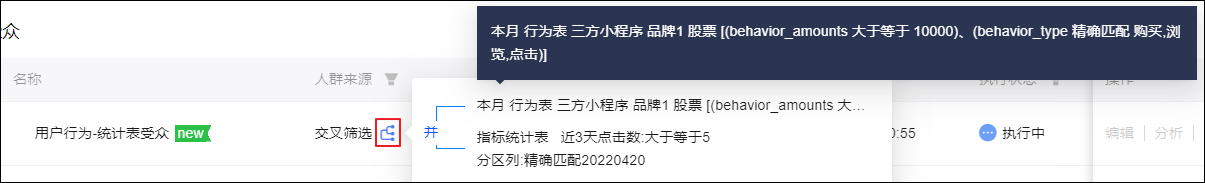 本月 行为表 三方小程序 品牌1 股票 [(behavior_amounts 大于等于 10000)、(behavior_type 精确匹配 购买,浏
览,点击)]
众
名称
人群来源
执行状态
操作
本月 行为表 三方小程序 品牌1 股票 [(behavior_amounts 大…
用户行为-统计表受众 new
交叉筛选
并
指标统计表 近3天点击数:大于等于5
分区列:精确匹配20220420
0:55
执行中
编辑
分析